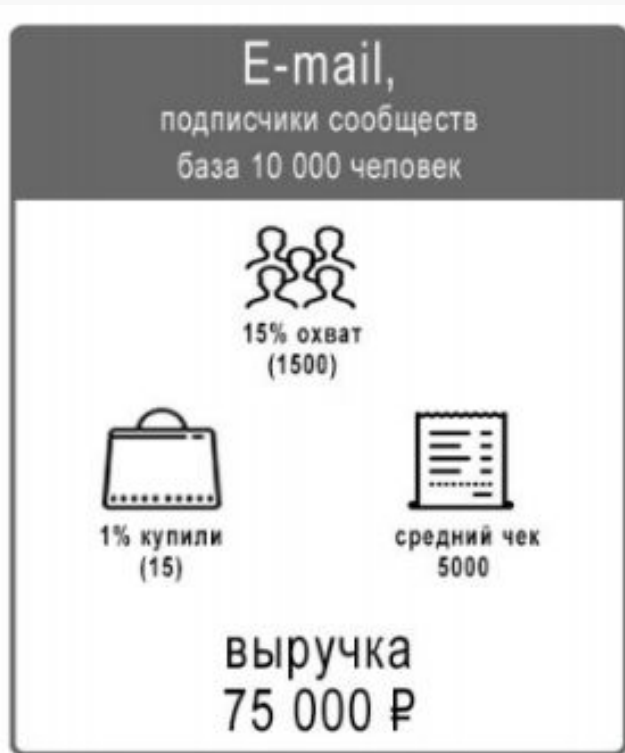 E-mail,
подписчики сообществ
база 10 000 человек
15% охват
(1500)
1% купили
(15)
средний чек
5000
выручка
75 000 ₽